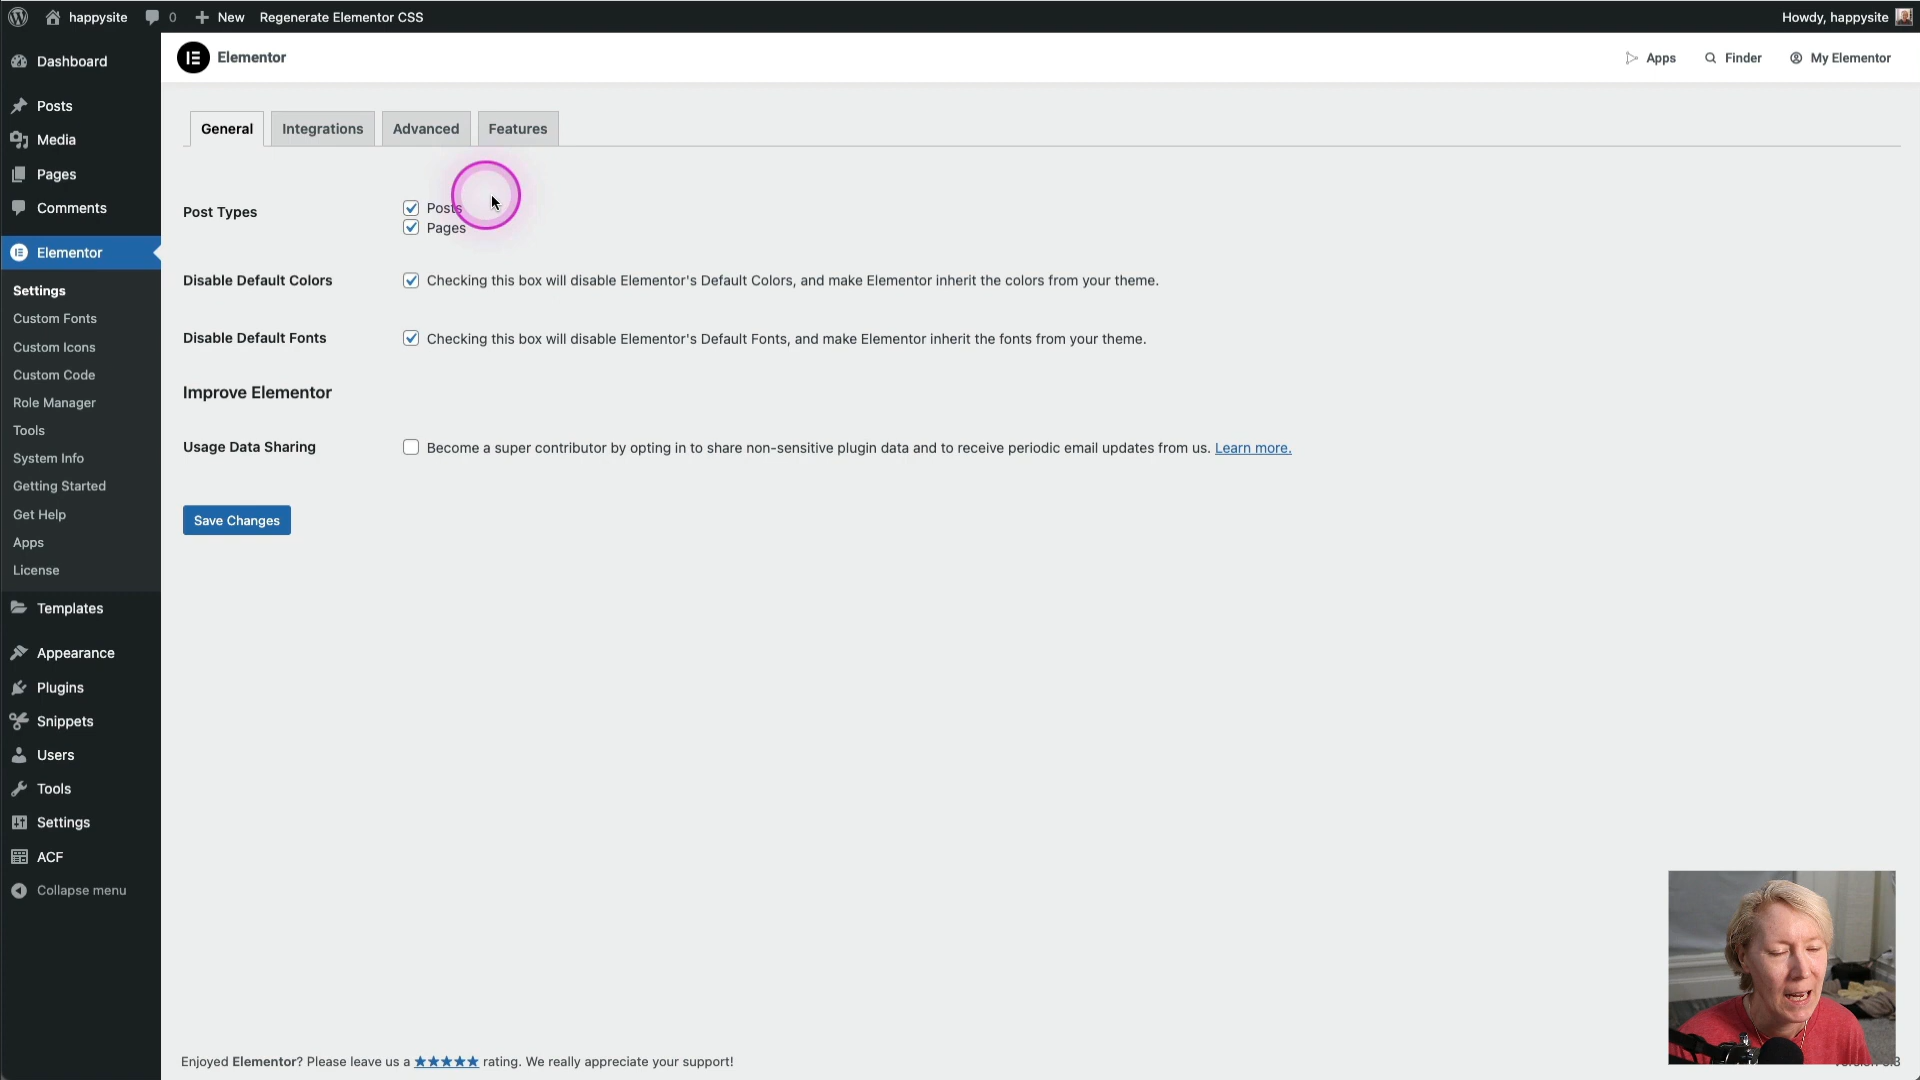 happysite 0 New Regenerate Elementor CSS Howdy, happysite
Elementor Apps Finder My Elementor
Dashboard
Posts
Media
Pages
Comments
Elementor
Settings
Custom Fonts
Custom Icons
Custom Code
Role Manager
Tools
System Info
Getting Started
Get Help
Apps
License
Templates
Appearance
Plugins
Snippets
Users
Tools
Settings
ACF
Collapse menu
General Integrations Advanced Features
Post Types Posts
Pages
Disable Default Colors Checking this box will disable Elementor's Default Colors, and make Elementor inherit the colors from your theme.
Disable Default Fonts Checking this box will disable Elementor's Default Fonts, and make Elementor inherit the fonts from your theme.
Improve Elementor
Usage Data Sharing Become a super contributor by opting in to share non-sensitive plugin data and to receive periodic email updates from us. Learn more.
Save Changes
Enjoyed Elementor? Please leave us a ★★★★★ rating. We really appreciate your support!